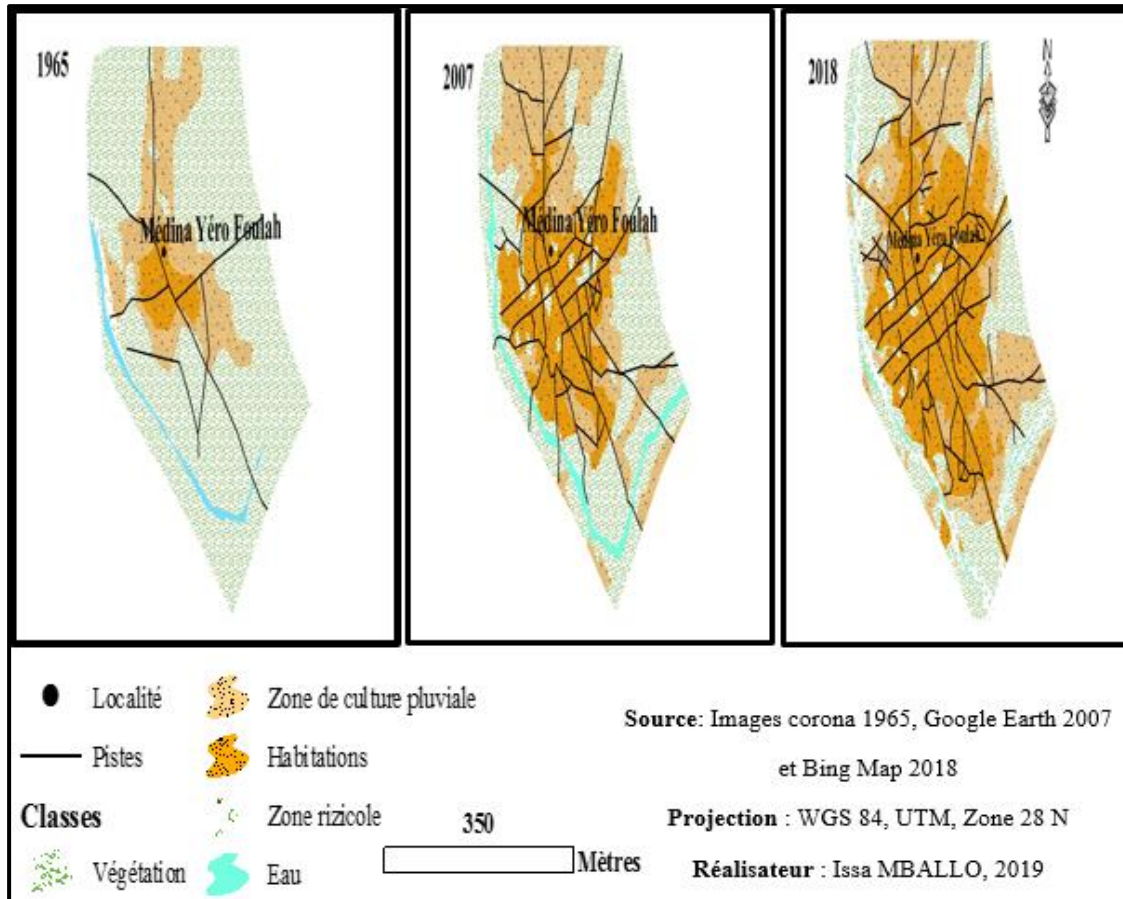 1965
Médina Yéro Foulah
2007
Médina Yéro Foulah
2018
N
Médina Yéro Foulah
Localité
Pistes
Classes
Végétation
Zone de culture pluviale
Habitations
Zone rizicole
Eau
350
Mètres
Source: Images corona 1965, Google Earth 2007
et Bing Map 2018
Projection : WGS 84, UTM, Zone 28 N
Réalisateur : Issa MBALLO, 2019